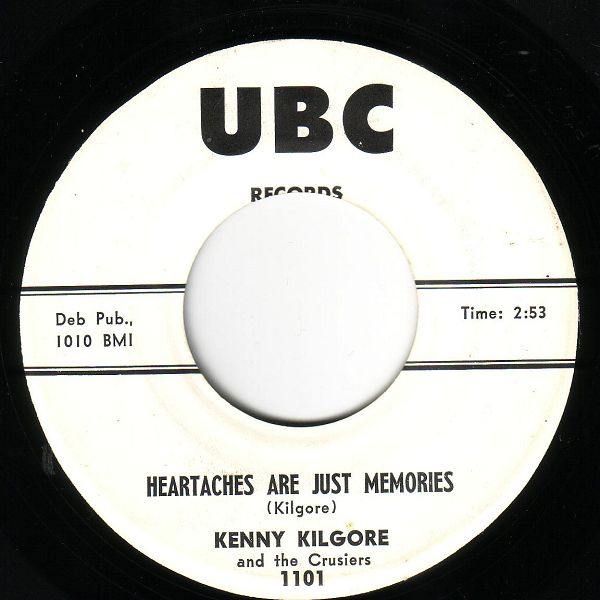 UBC
RECORDS
Deb Pub.,
1010 BMI
Time: 2:53
HEARTACHES ARE JUST MEMORIES
(Kilgore)
KENNY KILGORE
and the Crusiers
1101